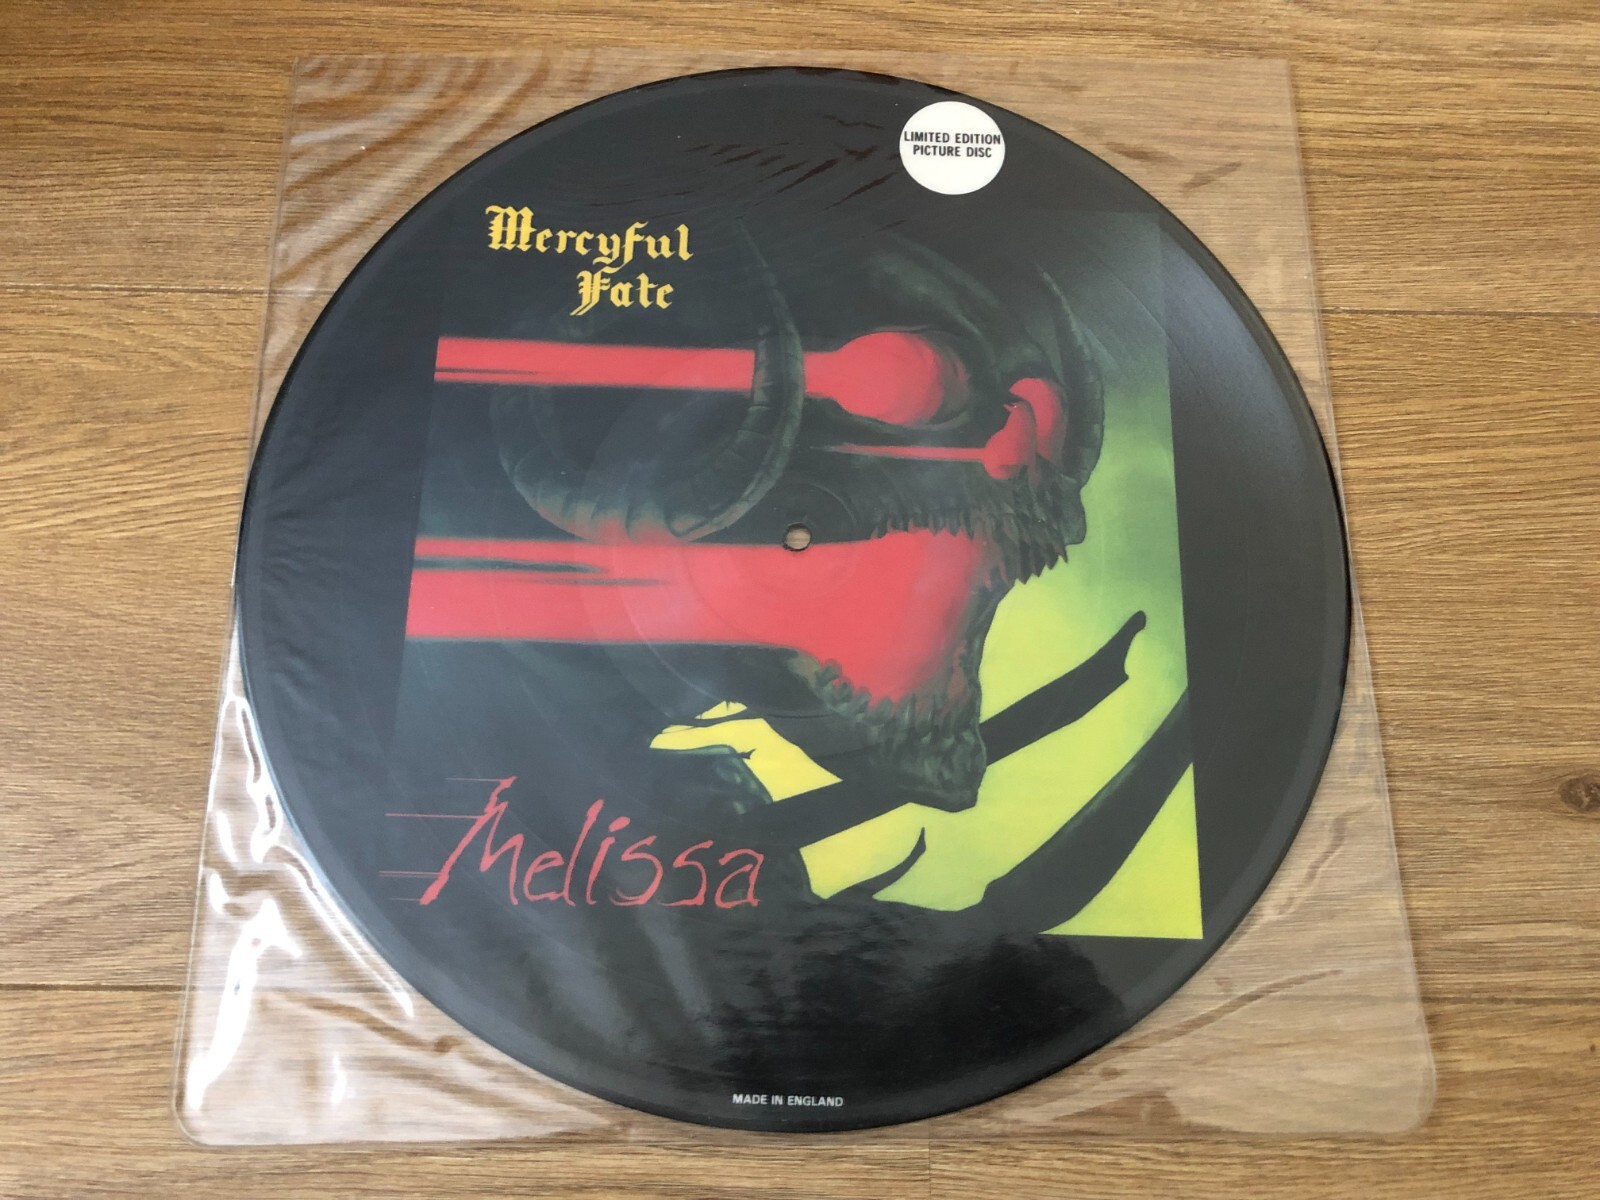 LIMITED EDITION
PICTURE DISC
Mercyful
Fate
Melissa
MADE IN ENGLAND